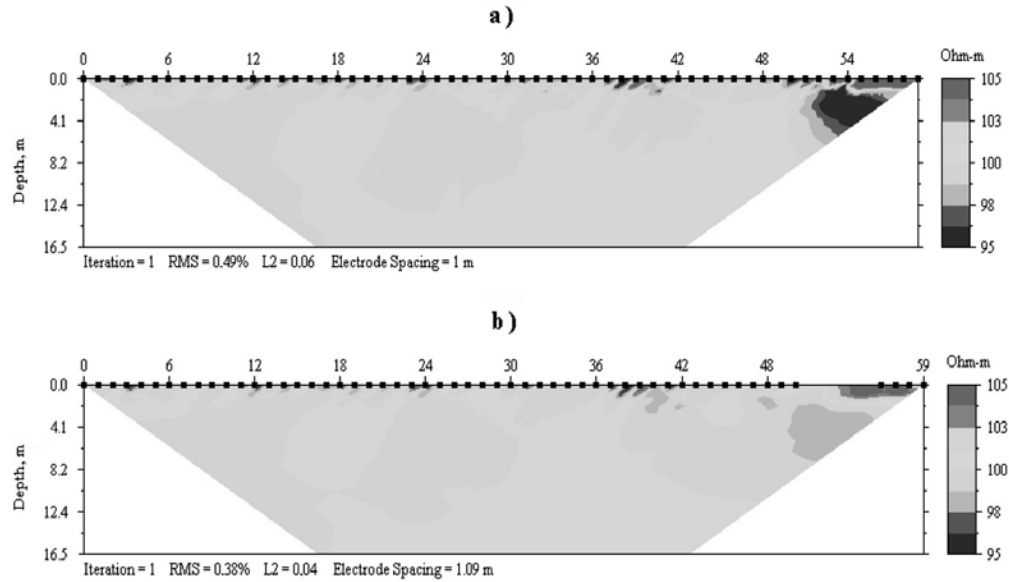 a)
0 6 12 18 24 30 36 42 48 54 Ohm-m
0.0 105
4.1 103
8.2 100
12.4 98
16.5 95
Depth, m
Iteration = 1 RMS = 0.49% L2 = 0.06 Electrode Spacing = 1 m
b)
0 6 12 18 24 30 36 42 48 59 Ohm-m
0.0 105
4.1 103
8.2 100
12.4 98
16.5 95
Depth, m
Iteration = 1 RMS = 0.38% L2 = 0.04 Electrode Spacing = 1.09 m